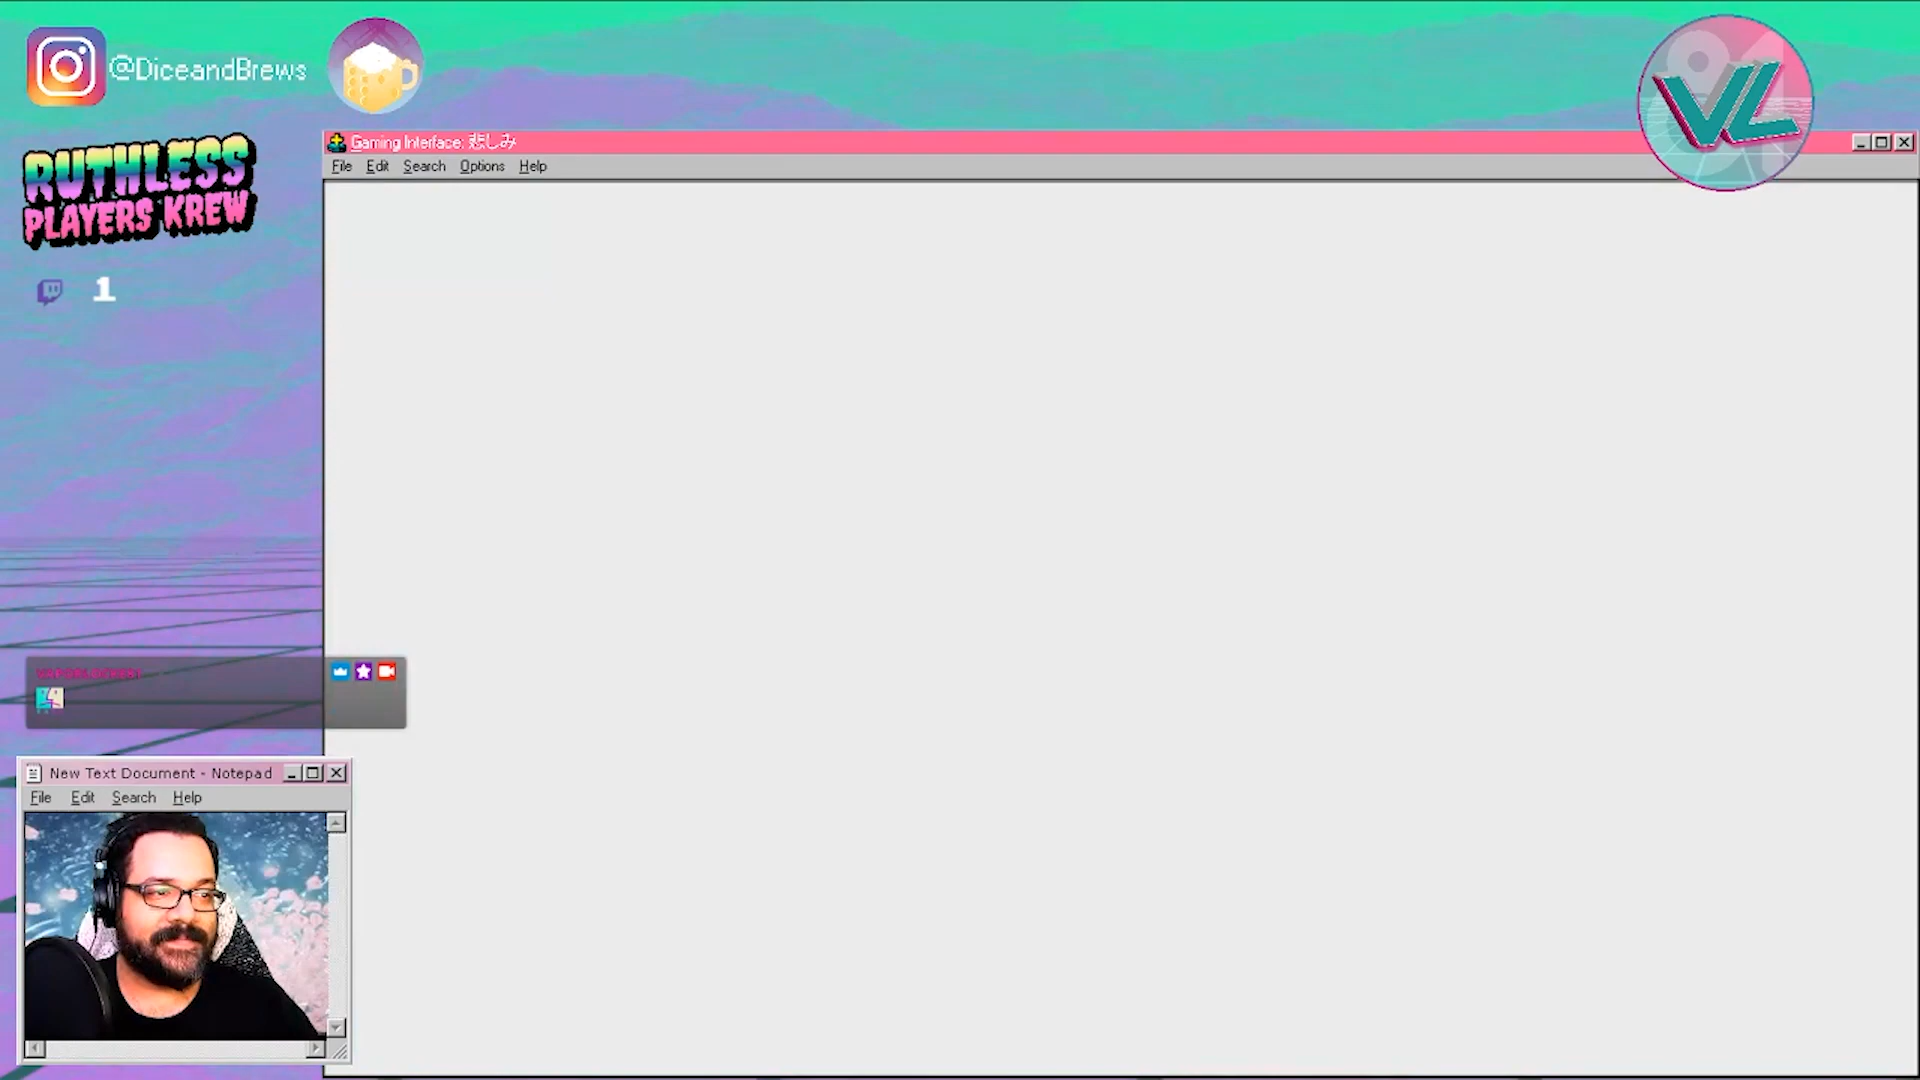 @DiceandBrews
RUTHLESS
PLAYERS KREW
1
VL
Gaming Interface: 悲しみ
File Edit Search Options Help
New Text Document - Notepad
File Edit Search Help